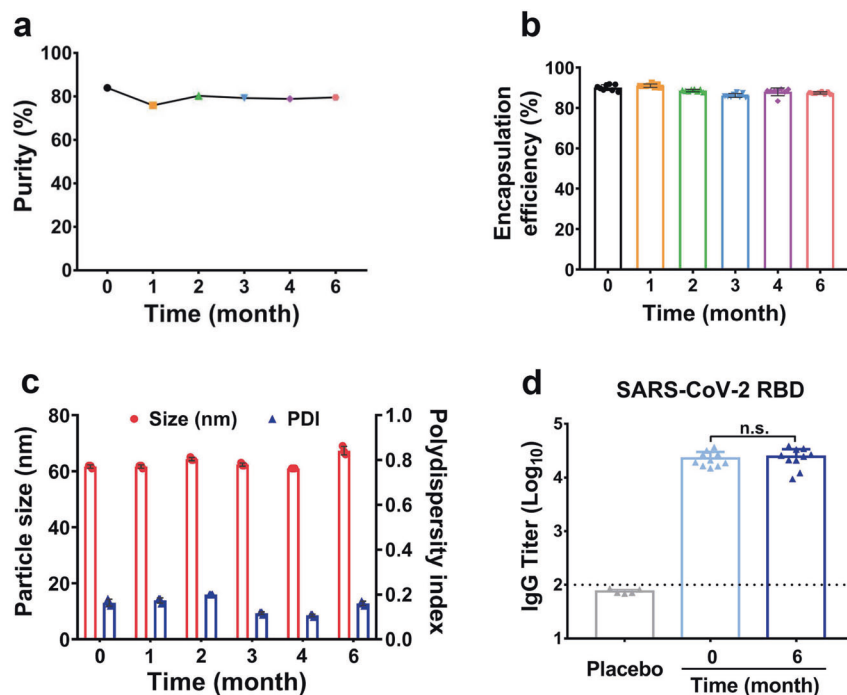 a
Purity (%)
100
80
60
40
20
0
0 1 2 3 4 6
Time (month)
b
Encapsulation
efficiency (%)
100
80
60
40
20
0
0 1 2 3 4 6
Time (month)
c
Size (nm) PDI
Particle size (nm)
80
60
40
20
0
Polydispersity index
1.0
0.8
0.6
0.4
0.2
0.0
0 1 2 3 4 6
Time (month)
d
SARS-CoV-2 RBD
n.s.
IgG Titer (Log10)
5
4
3
2
1
Placebo 0 6
Time (month)